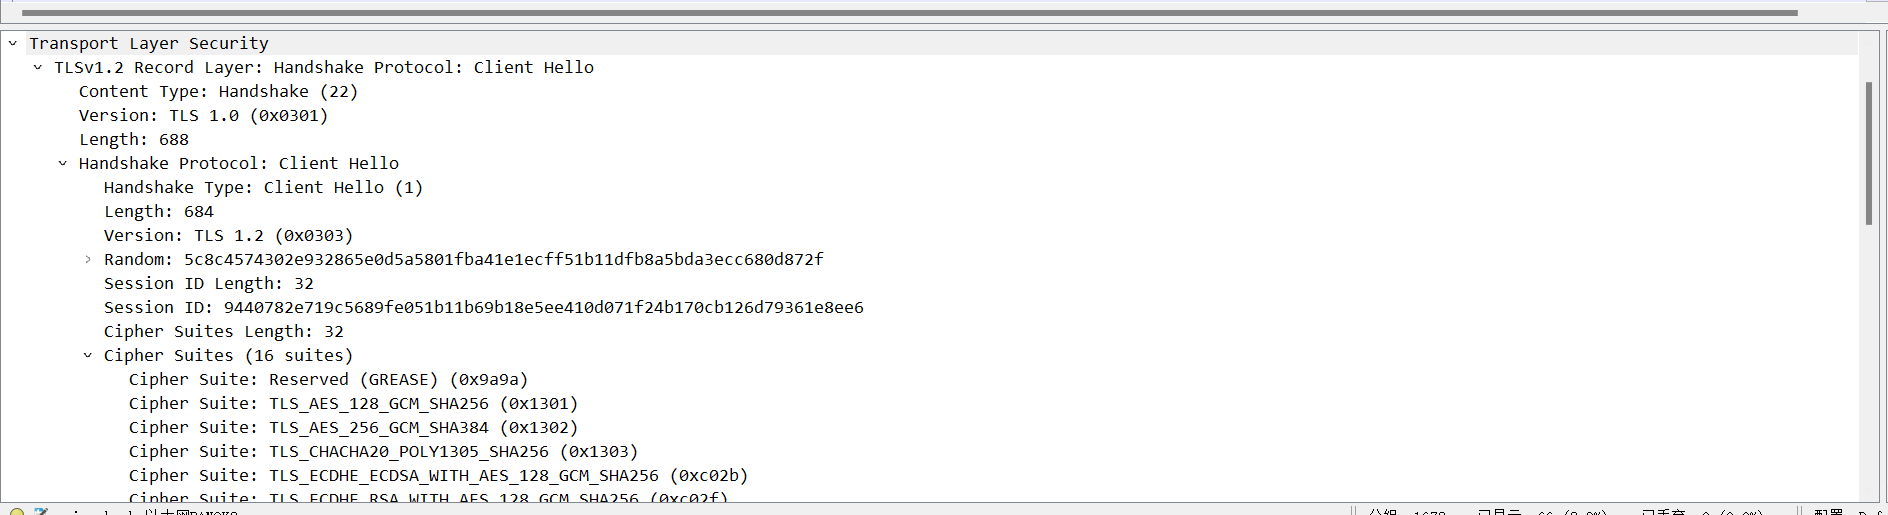 Transport Layer Security
TLSv1.2 Record Layer: Handshake Protocol: Client Hello
Content Type: Handshake (22)
Version: TLS 1.0 (0x0301)
Length: 688
Handshake Protocol: Client Hello
Handshake Type: Client Hello (1)
Length: 684
Version: TLS 1.2 (0x0303)
Random: 5c8c4574302e932865e0d5a5801fba41e1ecff51b11dfb8a5bda3ecc680d872f
Session ID Length: 32
Session ID: 9440782e719c5689fe051b11b69b18e5ee410d071f24b170cb126d79361e8ee6
Cipher Suites Length: 32
Cipher Suites (16 suites)
Cipher Suite: Reserved (GREASE) (0x9a9a)
Cipher Suite: TLS_AES_128_GCM_SHA256 (0x1301)
Cipher Suite: TLS_AES_256_GCM_SHA384 (0x1302)
Cipher Suite: TLS_CHACHA20_POLY1305_SHA256 (0x1303)
Cipher Suite: TLS_ECDHE_ECDSA_WITH_AES_128_GCM_SHA256 (0xc02b)
Cipher Suite: TLS_ECDHE_RSA_WITH_AES_128_GCM_SHA256 (0xc02f)